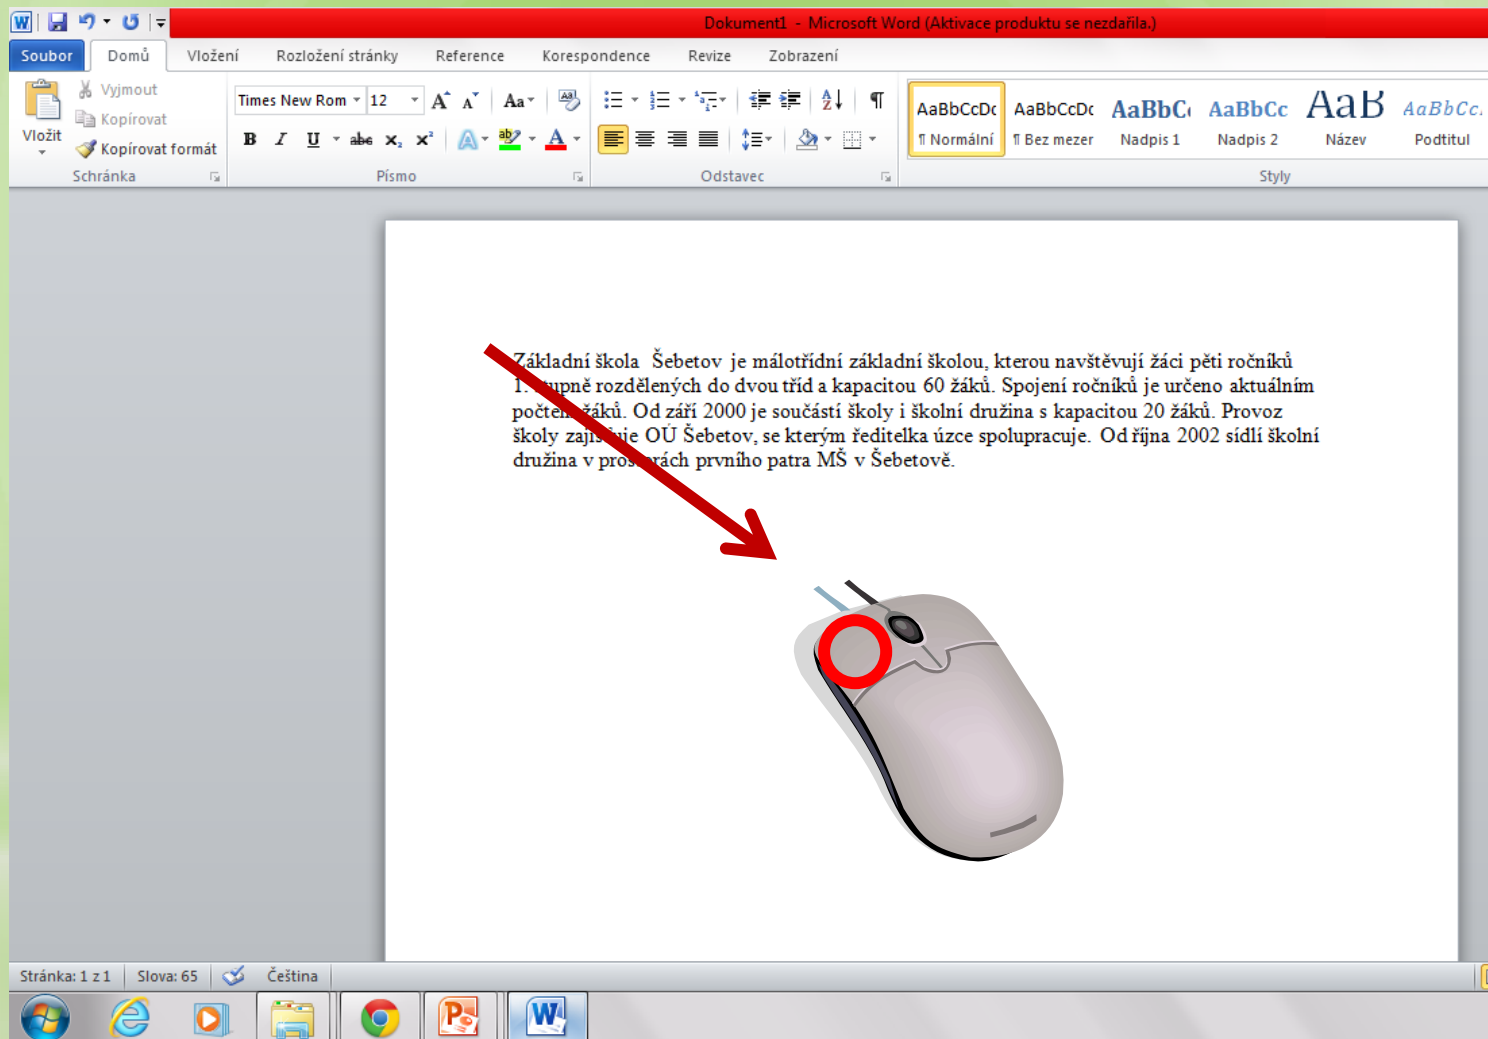 Dokument1 - Microsoft Word (Aktivace produktu se nezdařila.)
Soubor Domů Vložení Rozložení stránky Reference Korespondence Revize Zobrazení
Vložit
Vyjmout
Kopírovat
Kopírovat formát
Schránka
Times New Rom 12
Písmo
Odstavec
AaBbCcDc AaBbCcDc AaBbC AaBbCc AaB AaBbCc.
¶ Normální ¶ Bez mezer Nadpis 1 Nadpis 2 Název Podtitul
Styly
Základní škola Šebetov je málotřídní základní školou, kterou navštěvují žáci pěti ročníků
1. stupně rozdělených do dvou tříd a kapacitou 60 žáků. Spojení ročníků je určeno aktuálním
počtem žáků. Od září 2000 je součástí školy i školní družina s kapacitou 20 žáků. Provoz
školy zajišťuje OÚ Šebetov, se kterým ředitelka úzce spolupracuje. Od října 2002 sídlí školní
družina v prostorách prvního patra MŠ v Šebetově.
Stránka: 1 z 1 Slova: 65 Čeština